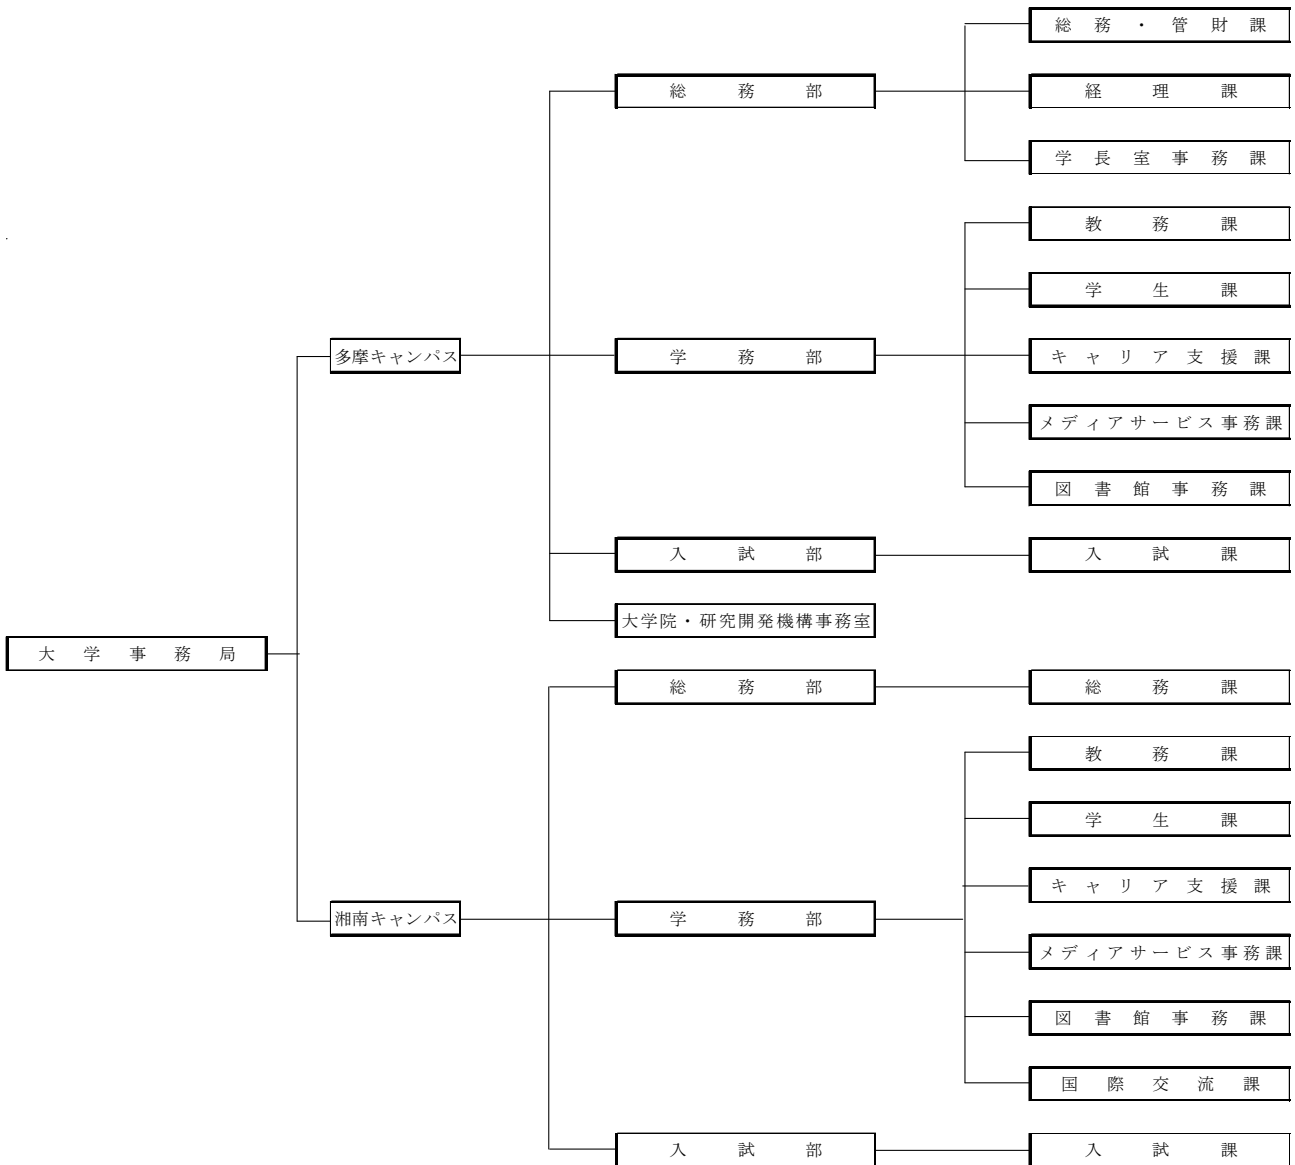 総務・管財課
総務部
経理課
学長室事務課
教務課
学生課
多摩キャンパス
学務部
キャリア支援課
メディアサービス事務課
図書館事務課
入試部
入試課
大学院・研究開発機構事務室
大学事務局
総務部
総務課
教務課
学生課
キャリア支援課
湘南キャンパス
学務部
メディアサービス事務課
図書館事務課
国際交流課
入試部
入試課